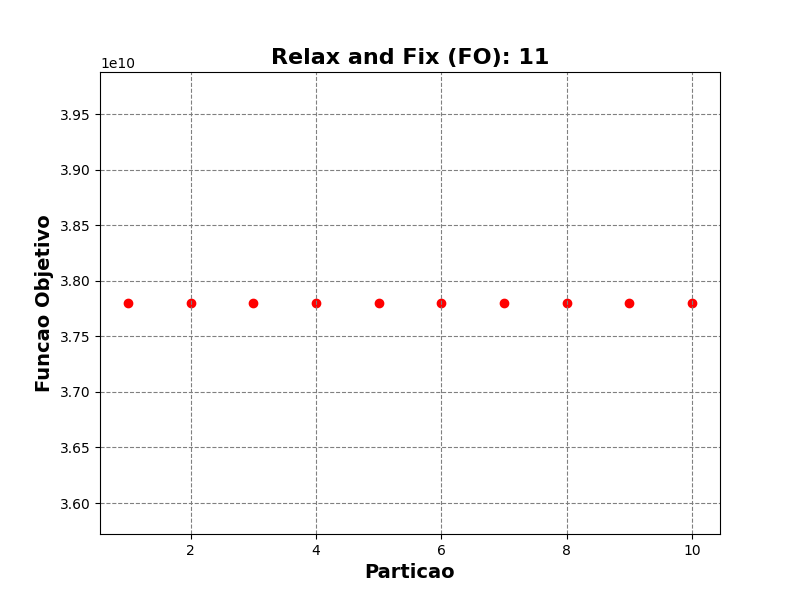 Relax and Fix (FO): 11
1e10
3.95
3.90
3.85
3.80
3.75
3.70
3.65
3.60
Funcao Objetivo
2 4 6 8 10
Particao